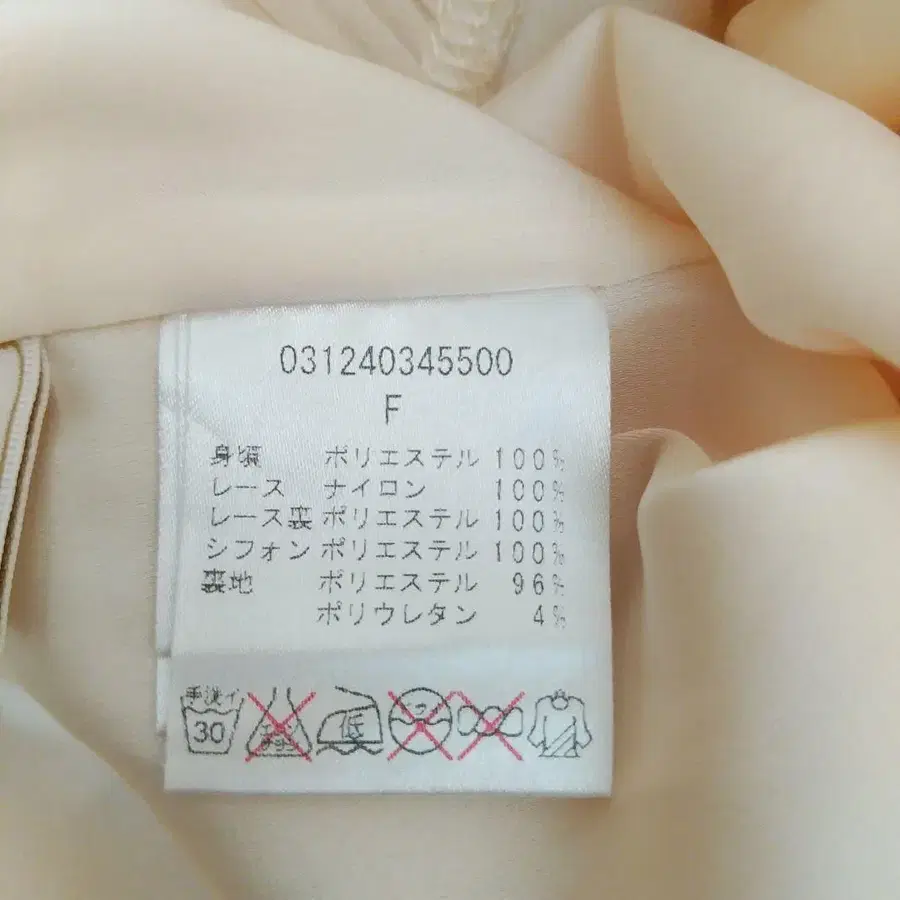 031240345500
F
身頃 ポリエステル 100%
レース ナイロン 100%
レース裏 ポリエステル 100%
シフォン ポリエステル 100%
裏地 ポリエステル 96%
ポリウレタン 4%
手洗イ 30 低 ドライ